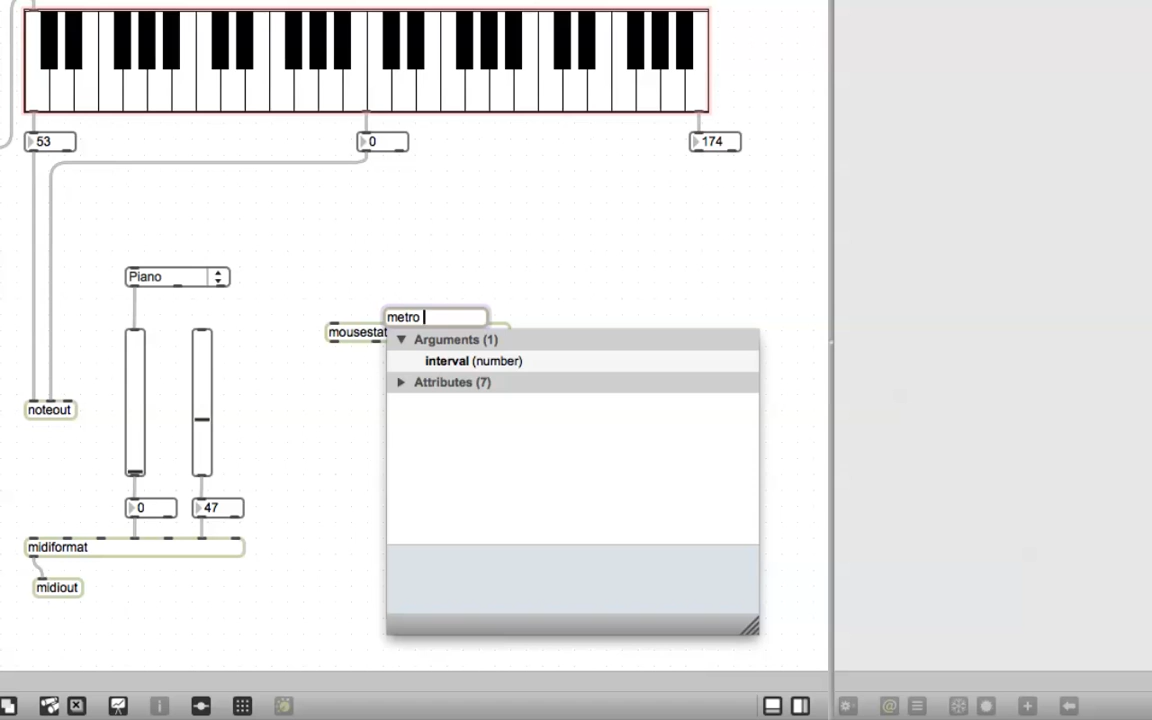 53
0
174
Piano
metro
mousestat
Arguments (1)
interval (number)
Attributes (7)
noteout
0
47
midiformat
midiout